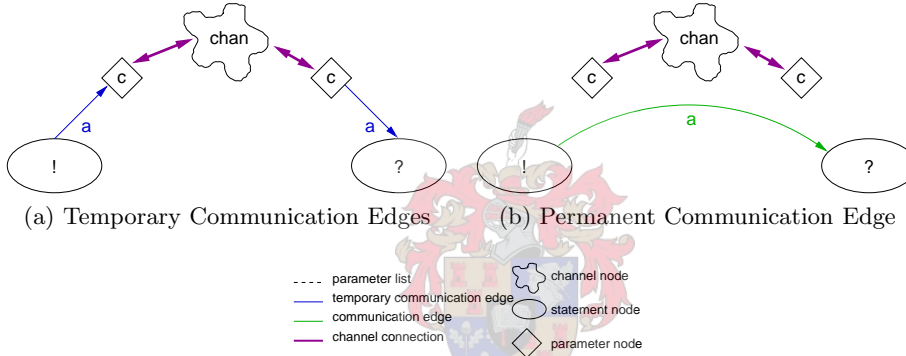 chan
c
c
a
a
!
?
(a) Temporary Communication Edges
chan
c
c
a
!
?
(b) Permanent Communication Edge
parameter list
temporary communication edge
communication edge
channel connection
channel node
statement node
parameter node